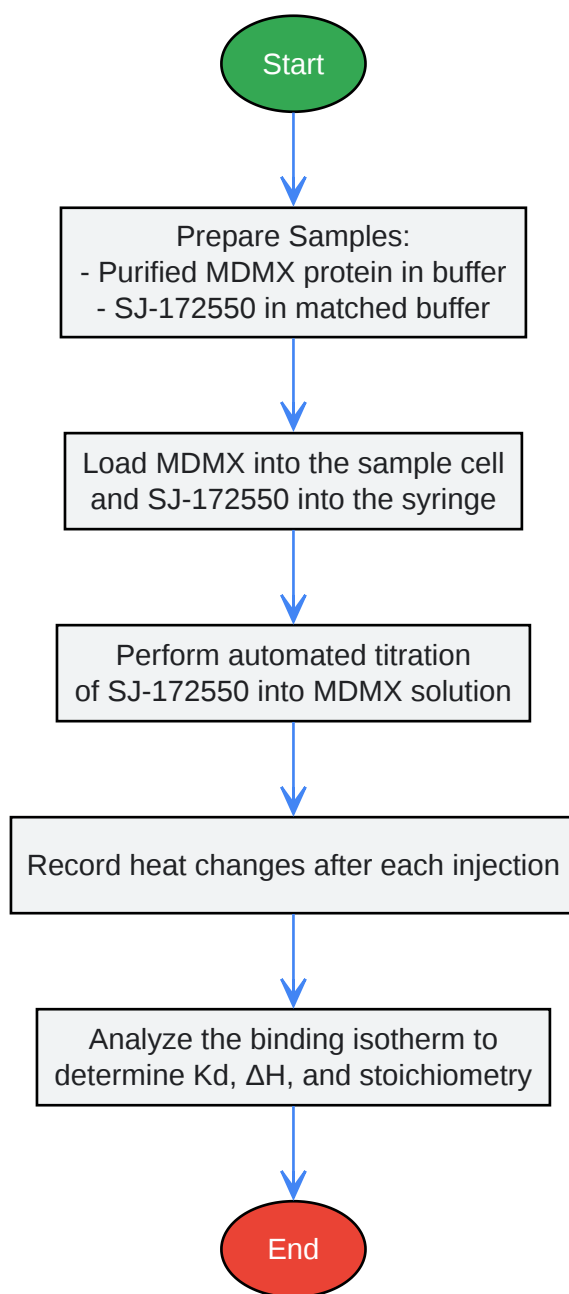 Start
Prepare Samples:
- Purified MDMX protein in buffer
- SJ-172550 in matched buffer
Load MDMX into the sample cell
and SJ-172550 into the syringe
Perform automated titration
of SJ-172550 into MDMX solution
Record heat changes after each injection
Analyze the binding isotherm to
determine Kd, ΔH, and stoichiometry
End